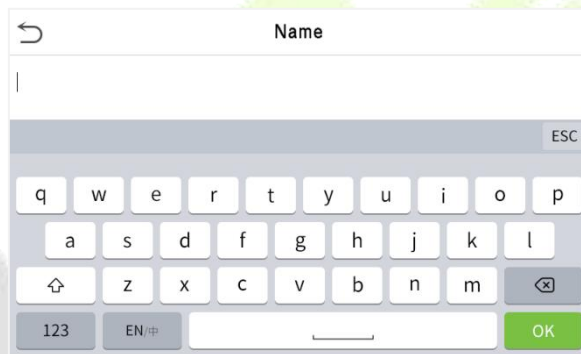 Name
ESC
q w e r t y u i o p
a s d f g h j k l
z x c v b n m
123 EN/中 OK